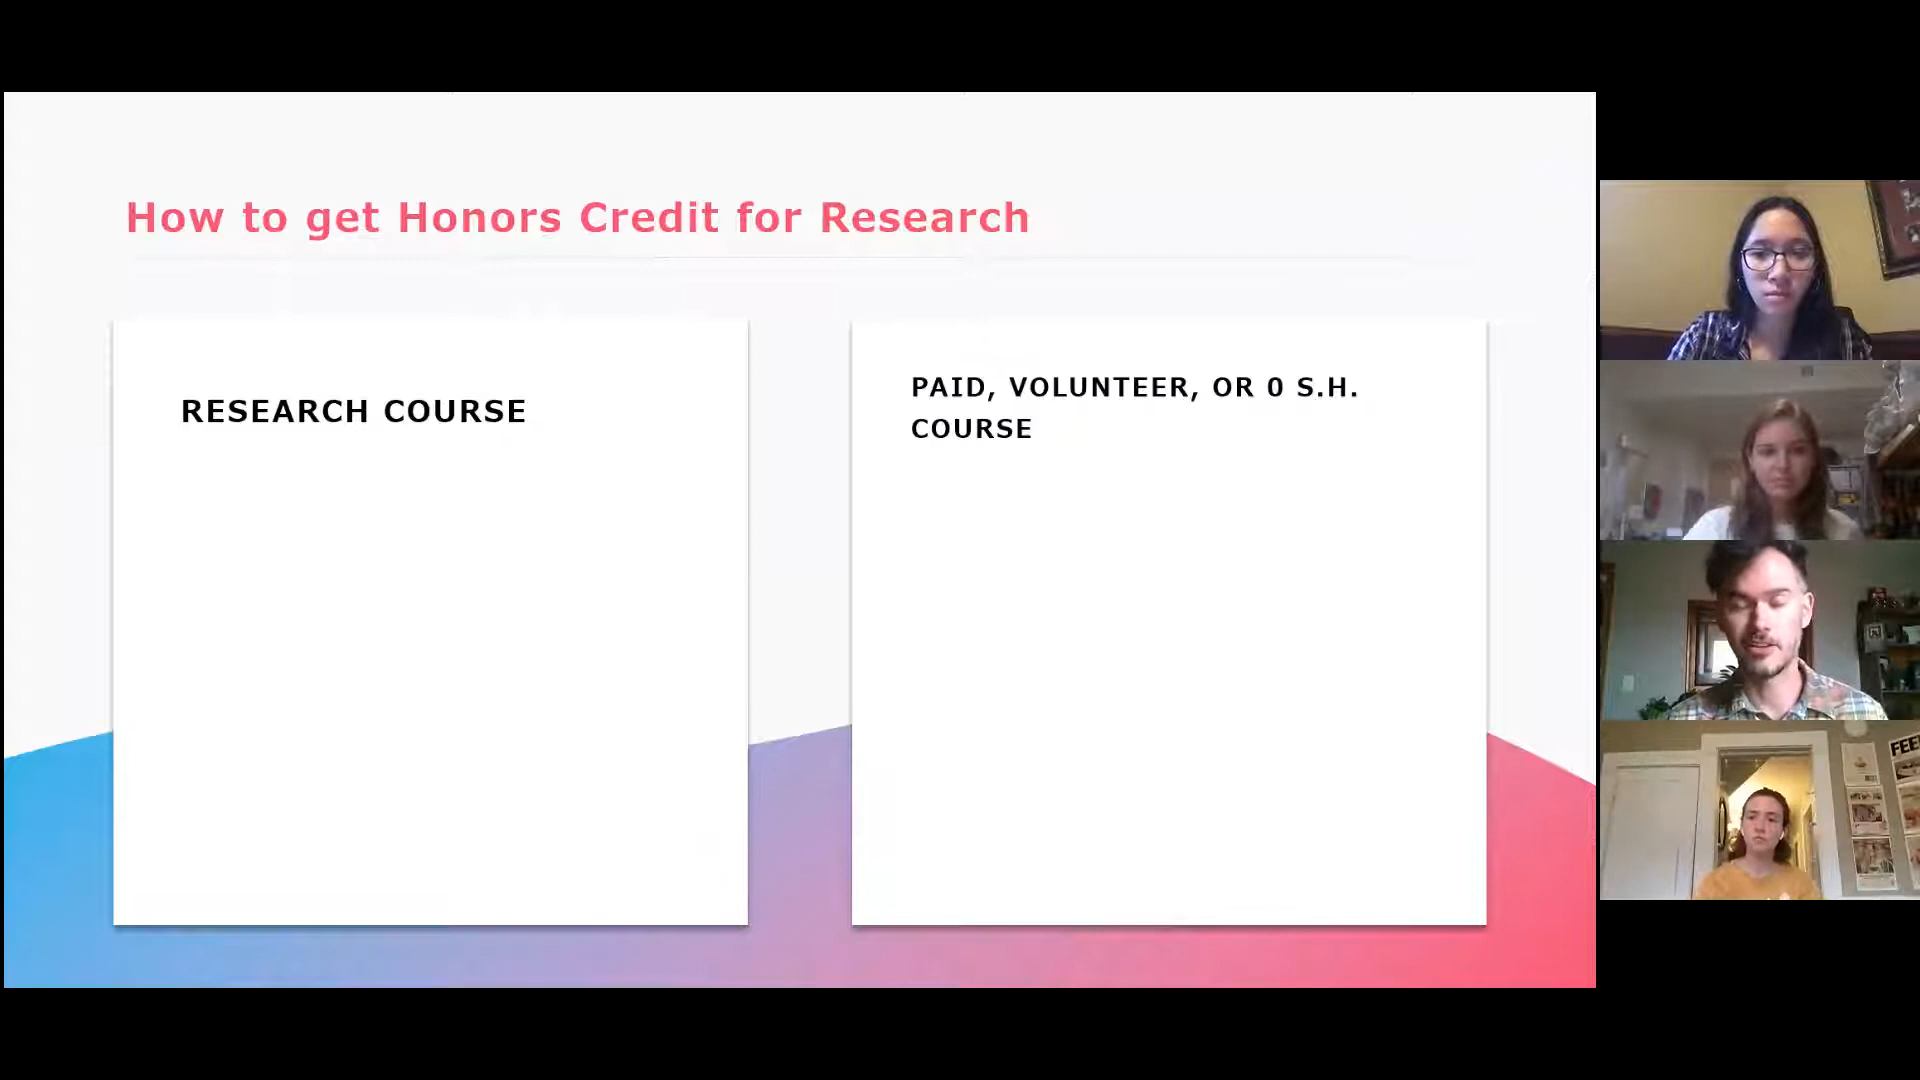 How to get Honors Credit for Research
RESEARCH COURSE
PAID, VOLUNTEER, OR 0 S.H.
COURSE